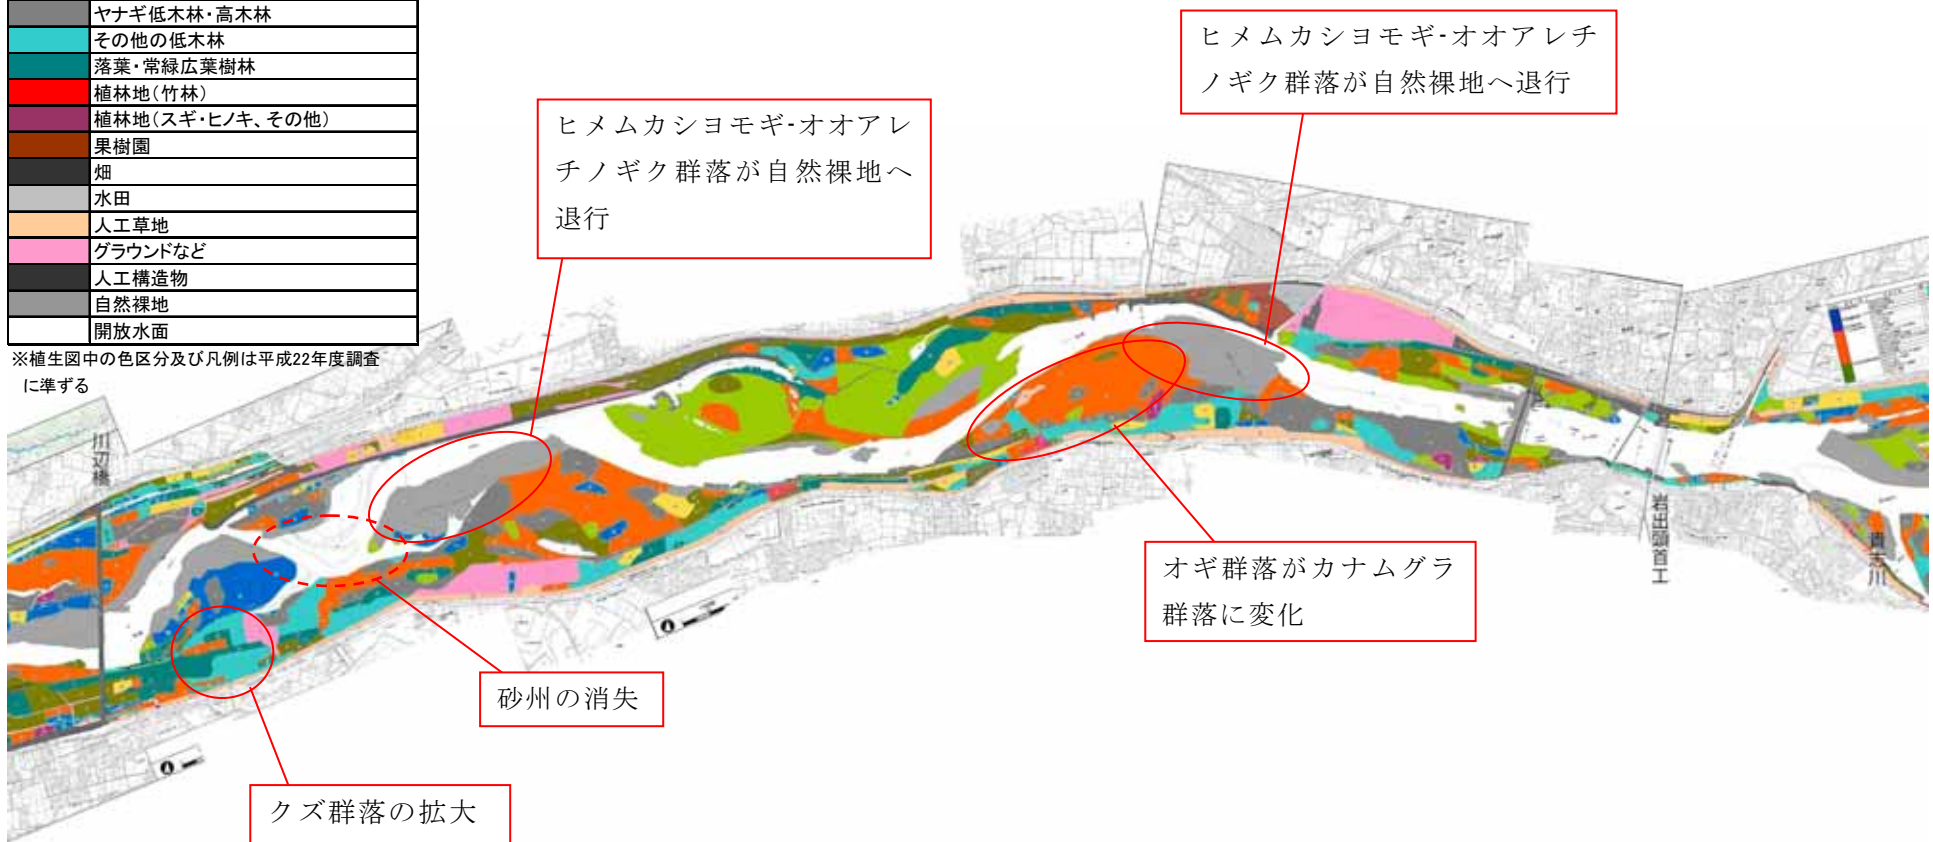 ヤナギ低木林・高木林
その他の低木林
落葉・常緑広葉樹林
植林地(竹林)
植林地(スギ・ヒノキ、その他)
果樹園
畑
水田
人工草地
グラウンドなど
人工構造物
自然裸地
開放水面
※植生図中の色区分及び凡例は平成22年度調査
に準ずる
ヒメムカシヨモギ-オオアレ
チノギク群落が自然裸地へ
退行
ヒメムカシヨモギ-オオアレチ
ノギク群落が自然裸地へ退行
川辺橋
岩出頭首工
貴志川
オギ群落がカナムグラ
群落に変化
砂州の消失
クズ群落の拡大